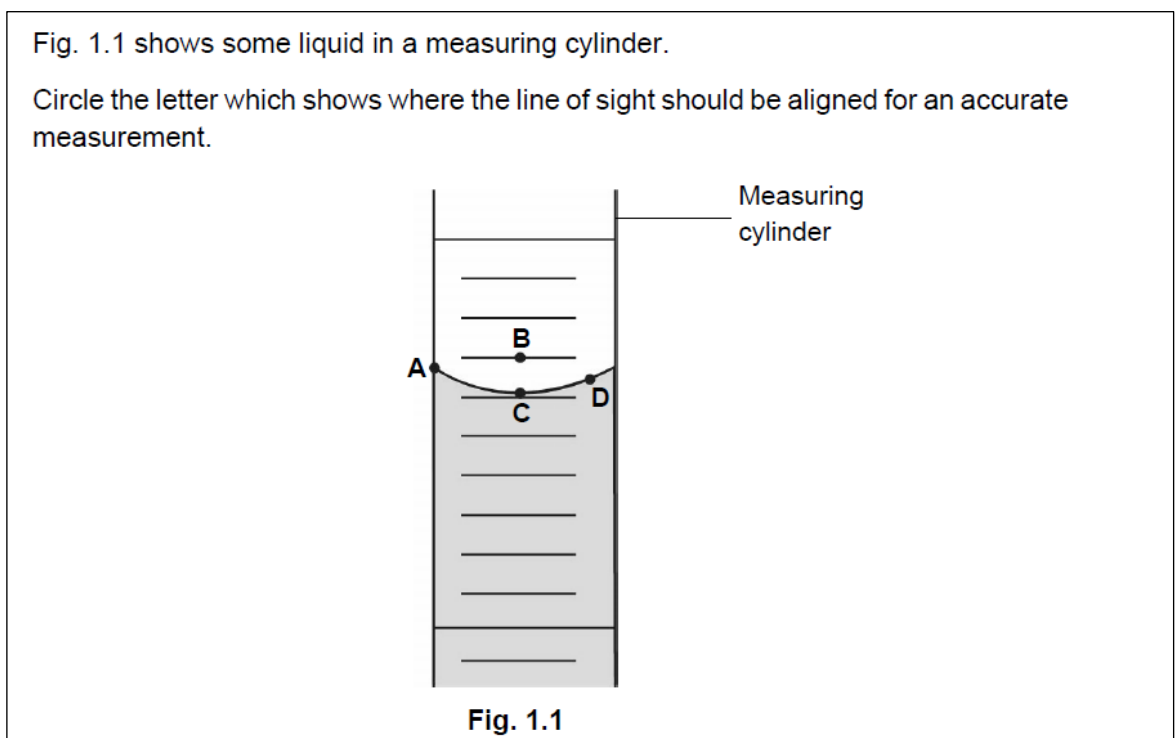 Fig. 1.1 shows some liquid in a measuring cylinder.
Circle the letter which shows where the line of sight should be aligned for an accurate
measurement.
Measuring
cylinder
B
A
D
C
Fig. 1.1